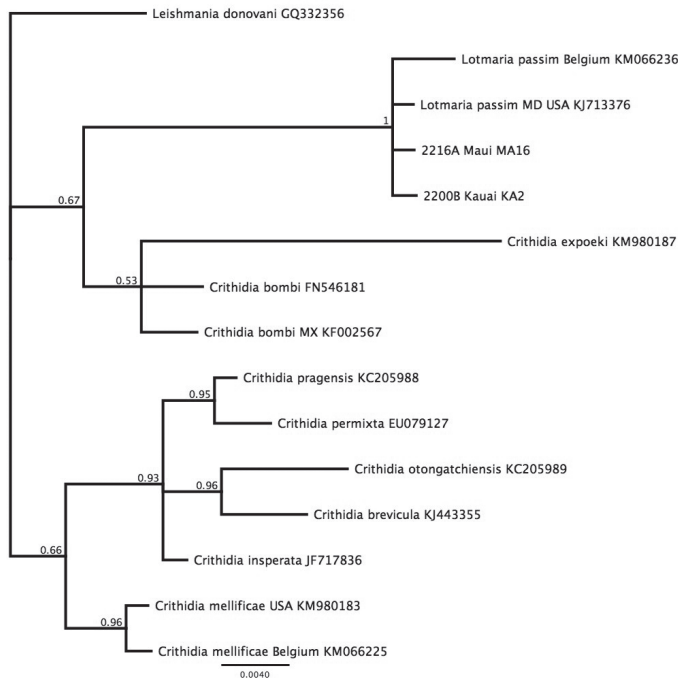 Leishmania donovani GQ332356
Lotmaria passim Belgium KM066236
Lotmaria passim MD USA KJ713376
1
2216A Maui MA16
2200B Kauai KA2
0.67
Crithidia expoeki KM980187
0.53
Crithidia bombi FN546181
Crithidia bombi MX KF002567
Crithidia pragensis KC205988
0.95
Crithidia permixta EU079127
Crithidia otongatchiensis KC205989
0.93
0.96
Crithidia brevicula KJ443355
0.66
Crithidia insperata JF717836
Crithidia mellificae USA KM980183
0.96
Crithidia mellificae Belgium KM066225
0.0040